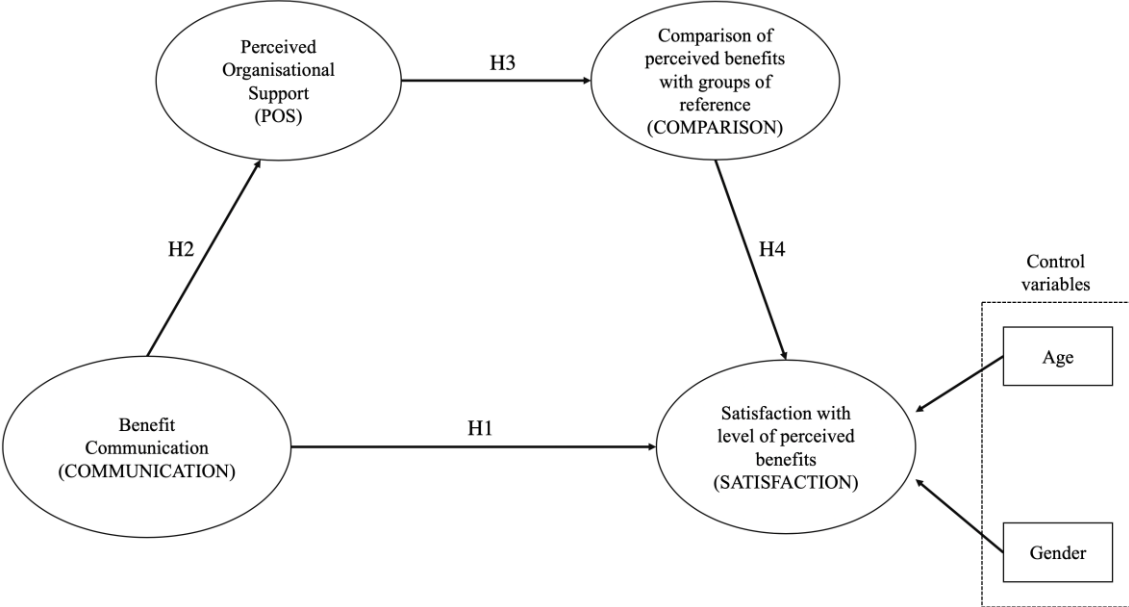 Perceived
Organisational
Support
(POS)
H3
Comparison of
perceived benefits
with groups of
reference
(COMPARISON)
H2
H4
Control
variables
Age
Benefit
Communication
(COMMUNICATION)
H1
Satisfaction with
level of perceived
benefits
(SATISFACTION)
Gender